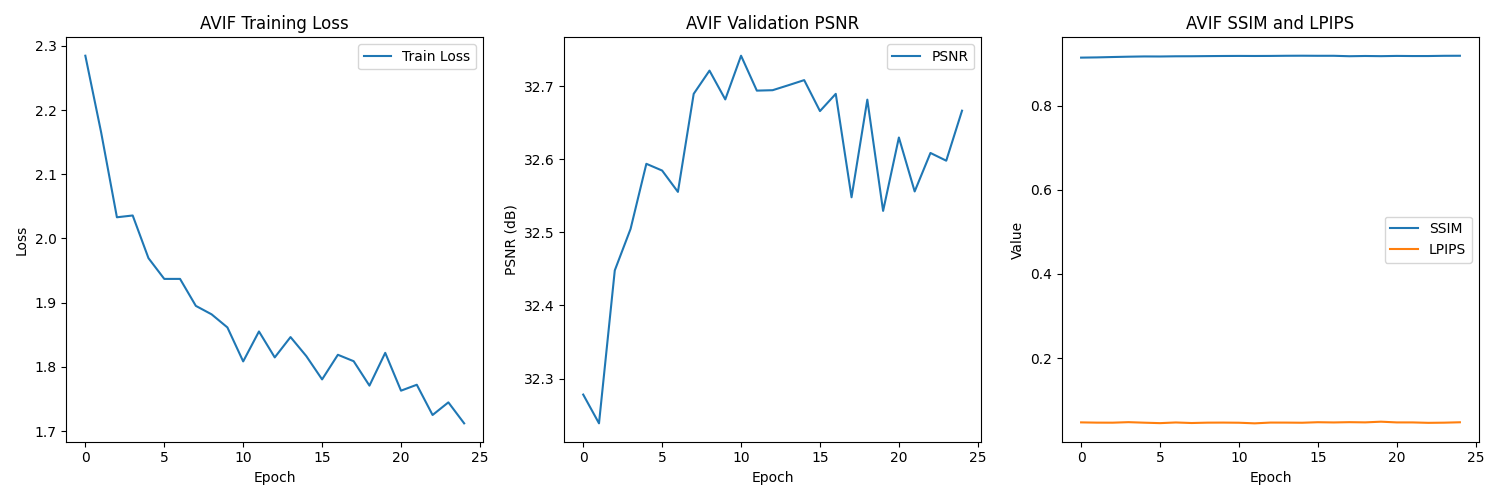 AVIF Training Loss
2.3
2.2
2.1
2.0
1.9
1.8
1.7
Loss
Train Loss
0 5 10 15 20 25
Epoch
AVIF Validation PSNR
32.7
32.6
32.5
32.4
32.3
PSNR (dB)
PSNR
0 5 10 15 20 25
Epoch
AVIF SSIM and LPIPS
0.8
0.6
0.4
0.2
Value
SSIM
LPIPS
0 5 10 15 20 25
Epoch